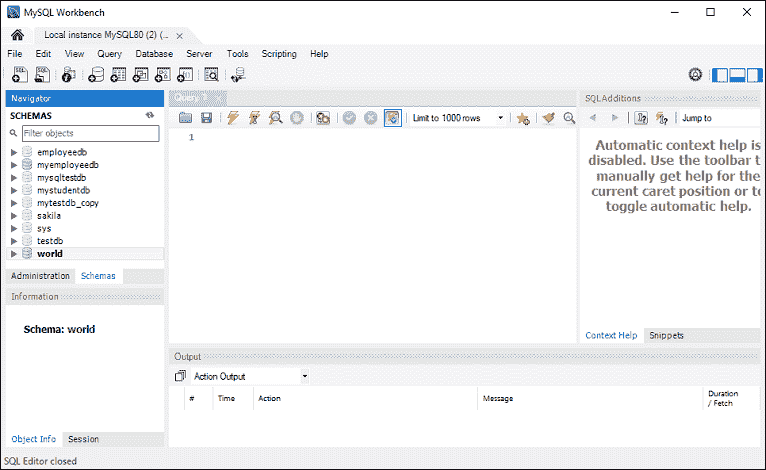 MySQL Workbench
Local instance MySQL80 (2) (...
File Edit View Query Database Server Tools Scripting Help
Navigator
SCHEMAS
Filter objects
employeedb
myemployeedb
mysqltestdb
mystudentdb
mytestdb_copy
sakila
sys
testdb
world
Administration Schemas
Information
Schema: world
Object Info Session
Limit to 1000 rows
1
SQLAdditions
Jump to
Automatic context help is
disabled. Use the toolbar t
manually get help for the
current caret position or to
toggle automatic help.
Context Help Snippets
Output
Action Output
# Time Action Message Duration / Fetch
SQL Editor closed